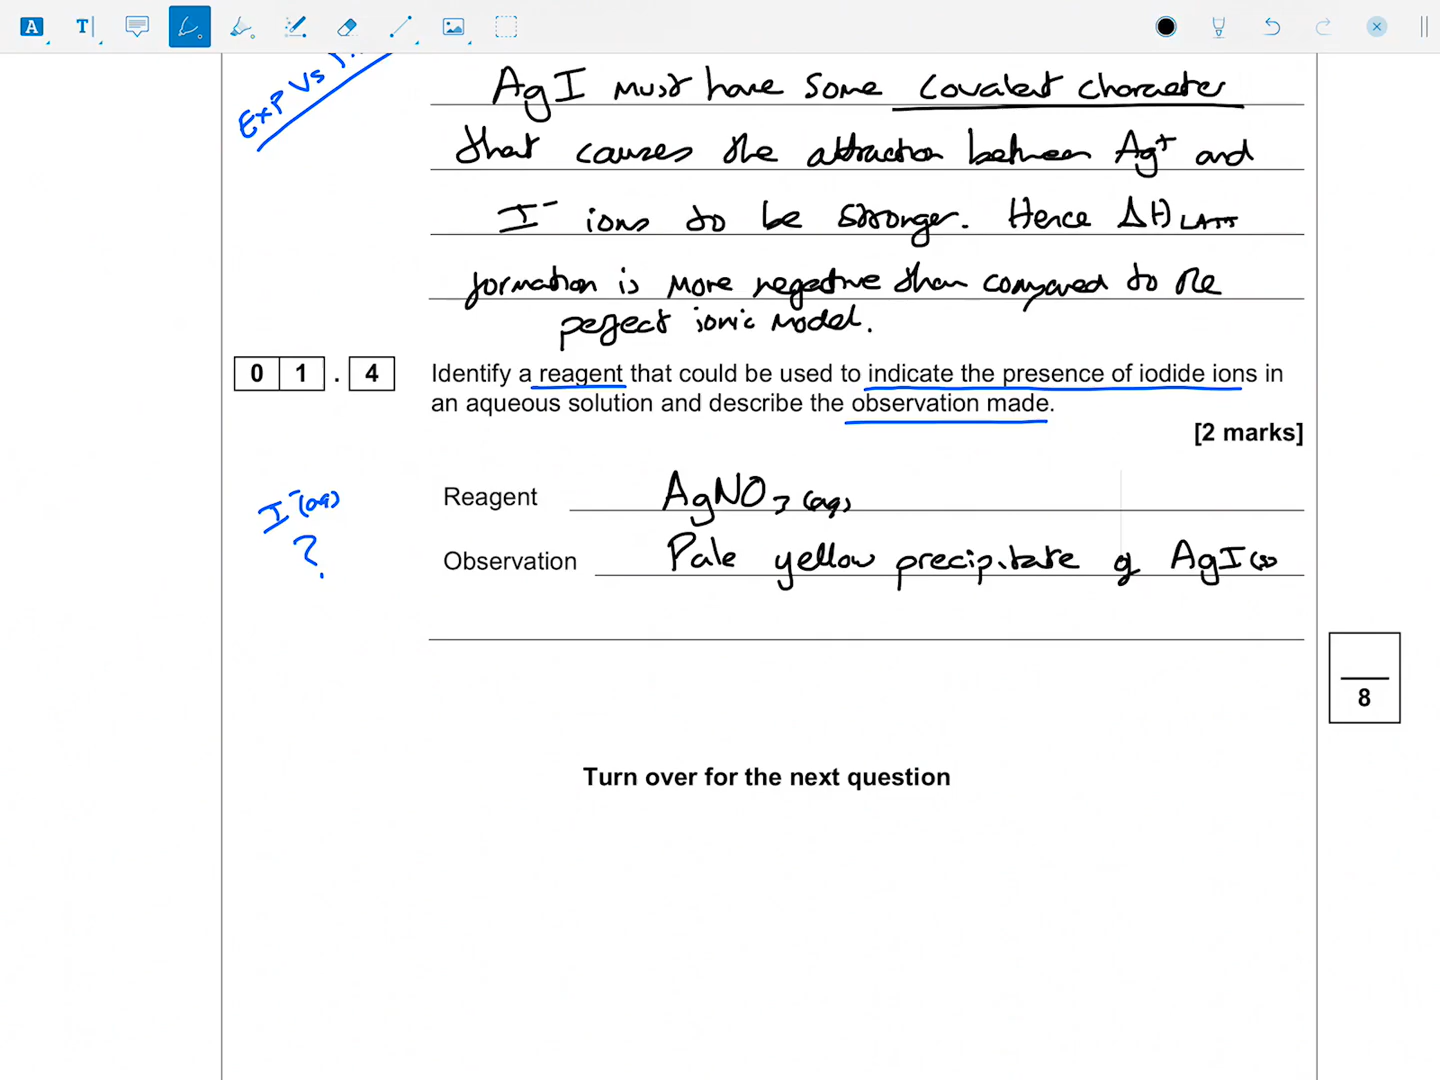 A T
Exp Vs
AgI must have some covalent character
that causes the attraction between Ag⁺ and
I⁻ ions to be stronger. Hence ΔH LATT
formation is more negative than compared to the
perfect ionic model.
0 1 . 4 Identify a reagent that could be used to indicate the presence of iodide ions in
an aqueous solution and describe the observation made.
[2 marks]
I⁻(aq)
?
Reagent AgNO₃ (aq)
Observation Pale yellow precipitate of AgI(s)
8
Turn over for the next question